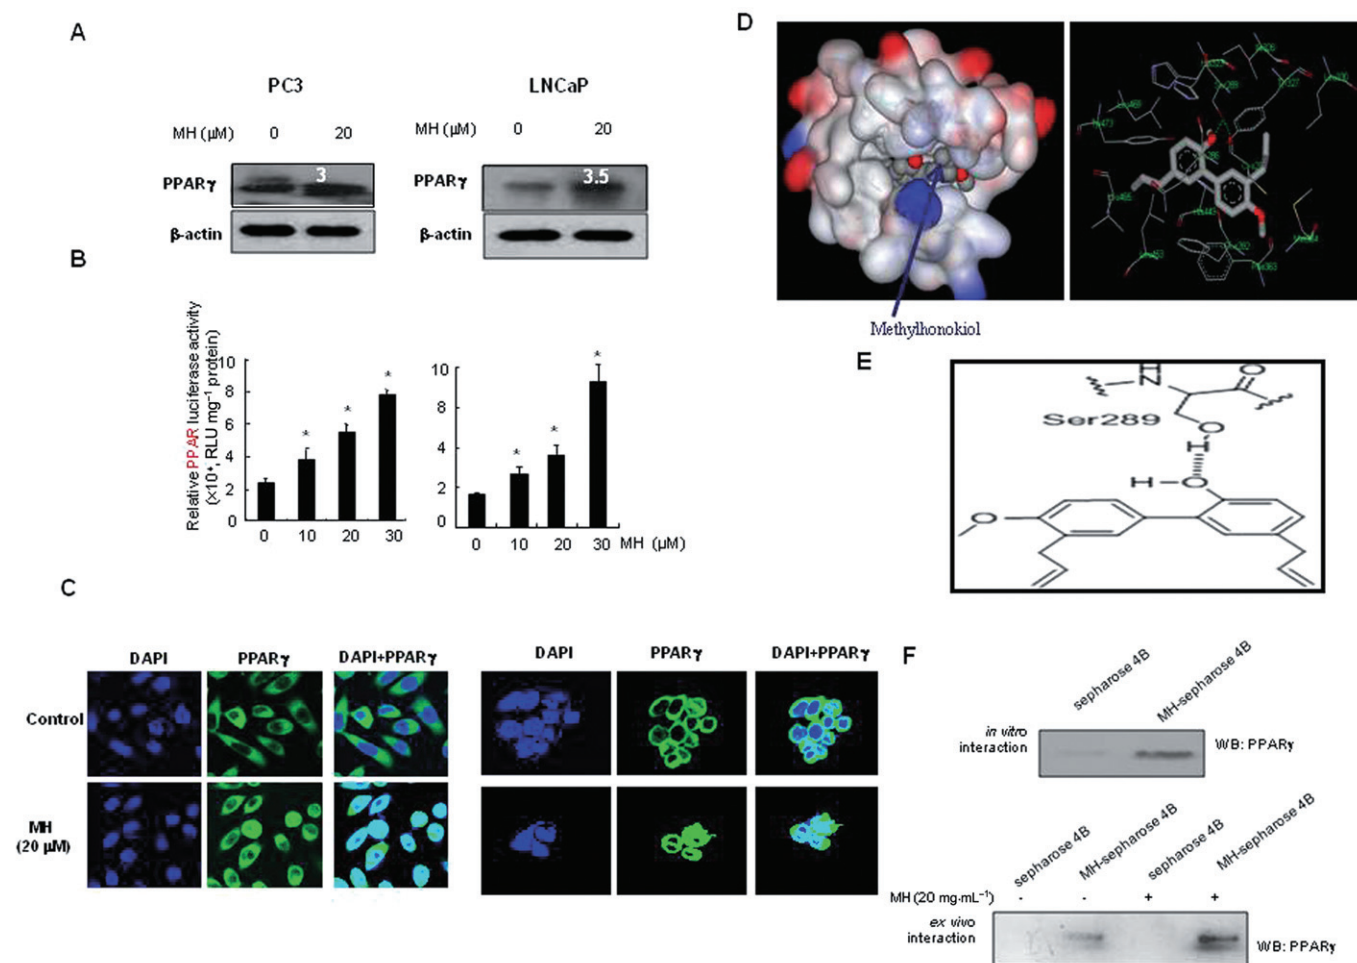 A
PC3
LNCaP
MH (µM) 0 20
MH (µM) 0 20
PPARγ 3
PPARγ 3.5
β-actin
β-actin
B
Relative PPAR luciferase activity
(×10⁴, RLU mg⁻¹ protein)
10
8
6
4
2
0
* * *
0 10 20 30
10
8
6
4
2
0
* * *
0 10 20 30 MH (µM)
C
DAPI PPARγ DAPI+PPARγ
DAPI PPARγ DAPI+PPARγ
Control
MH
(20 µM)
D
Methylhonokiol
E
H
N
O
Ser289
O
H
H O
O
F
sepharose 4B
MH-sepharose 4B
in vitro
interaction
WB: PPARγ
sepharose 4B
MH-sepharose 4B
sepharose 4B
MH-sepharose 4B
MH (20 mg·mL⁻¹) - - + +
ex vivo
interaction
WB: PPARγ